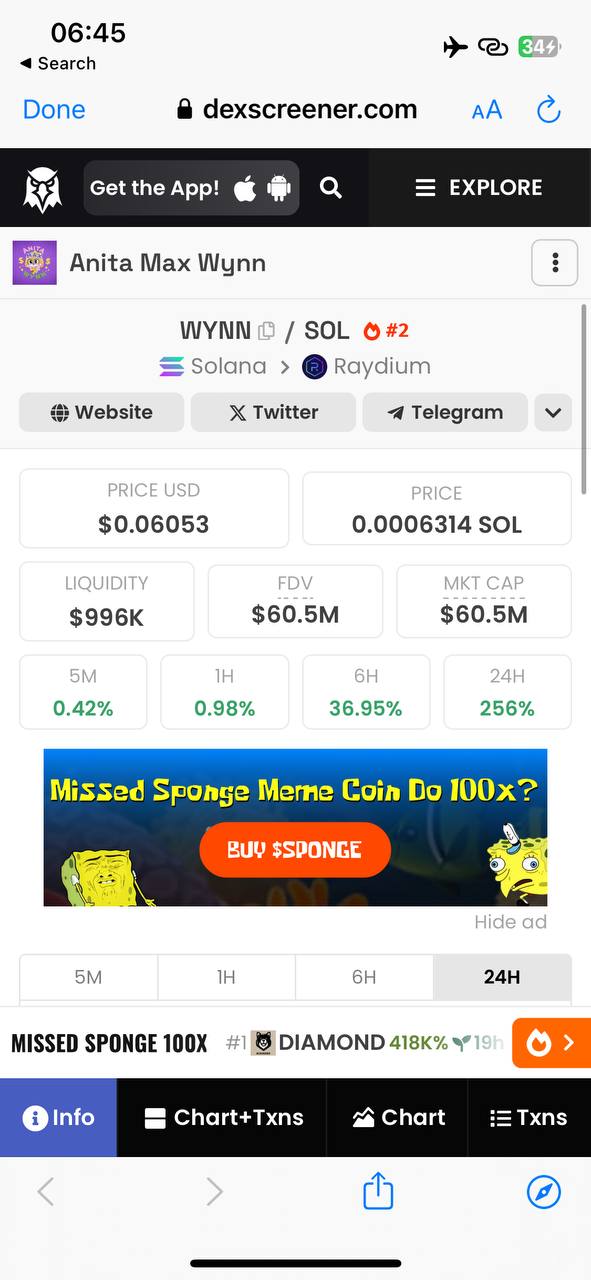 06:45
34
◀ Search
Done
dexscreener.com
AA
Get the App!
EXPLORE
Anita Max Wynn
WYNN / SOL #2
Solana > Raydium
Website
Twitter
Telegram
PRICE USD
$0.06053
PRICE
0.0006314 SOL
LIQUIDITY
$996K
FDV
$60.5M
MKT CAP
$60.5M
5M
0.42%
1H
0.98%
6H
36.95%
24H
256%
Missed Sponge Meme Coin Do 100x?
BUY $SPONGE
Hide ad
5M
1H
6H
24H
MISSED SPONGE 100X
#1 DIAMOND 418K% 19h
Info
Chart+Txns
Chart
Txns